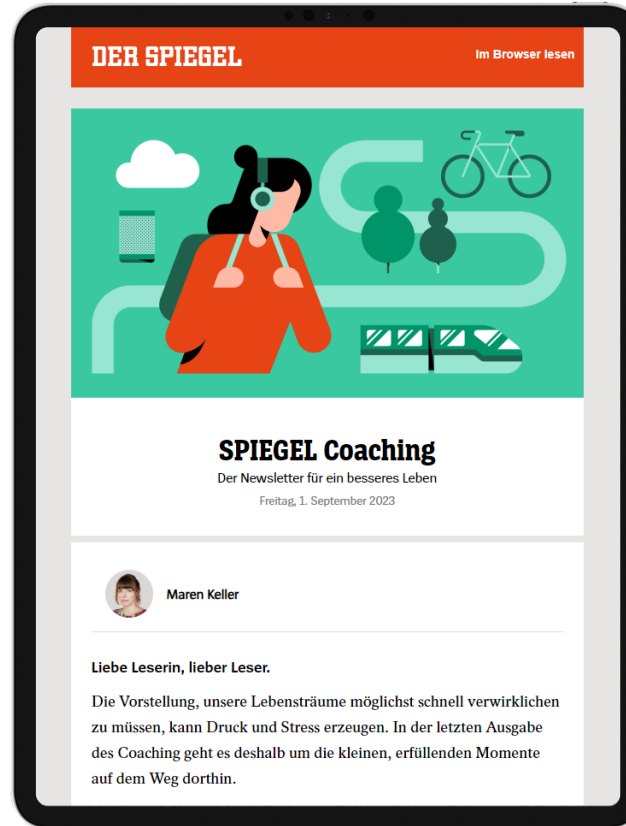 DER SPIEGEL
Im Browser lesen
SPIEGEL Coaching
Der Newsletter für ein besseres Leben
Freitag, 1. September 2023
Maren Keller
Liebe Leserin, lieber Leser.
Die Vorstellung, unsere Lebensträume möglichst schnell verwirklichen
zu müssen, kann Druck und Stress erzeugen. In der letzten Ausgabe
des Coaching geht es deshalb um die kleinen, erfüllenden Momente
auf dem Weg dorthin.